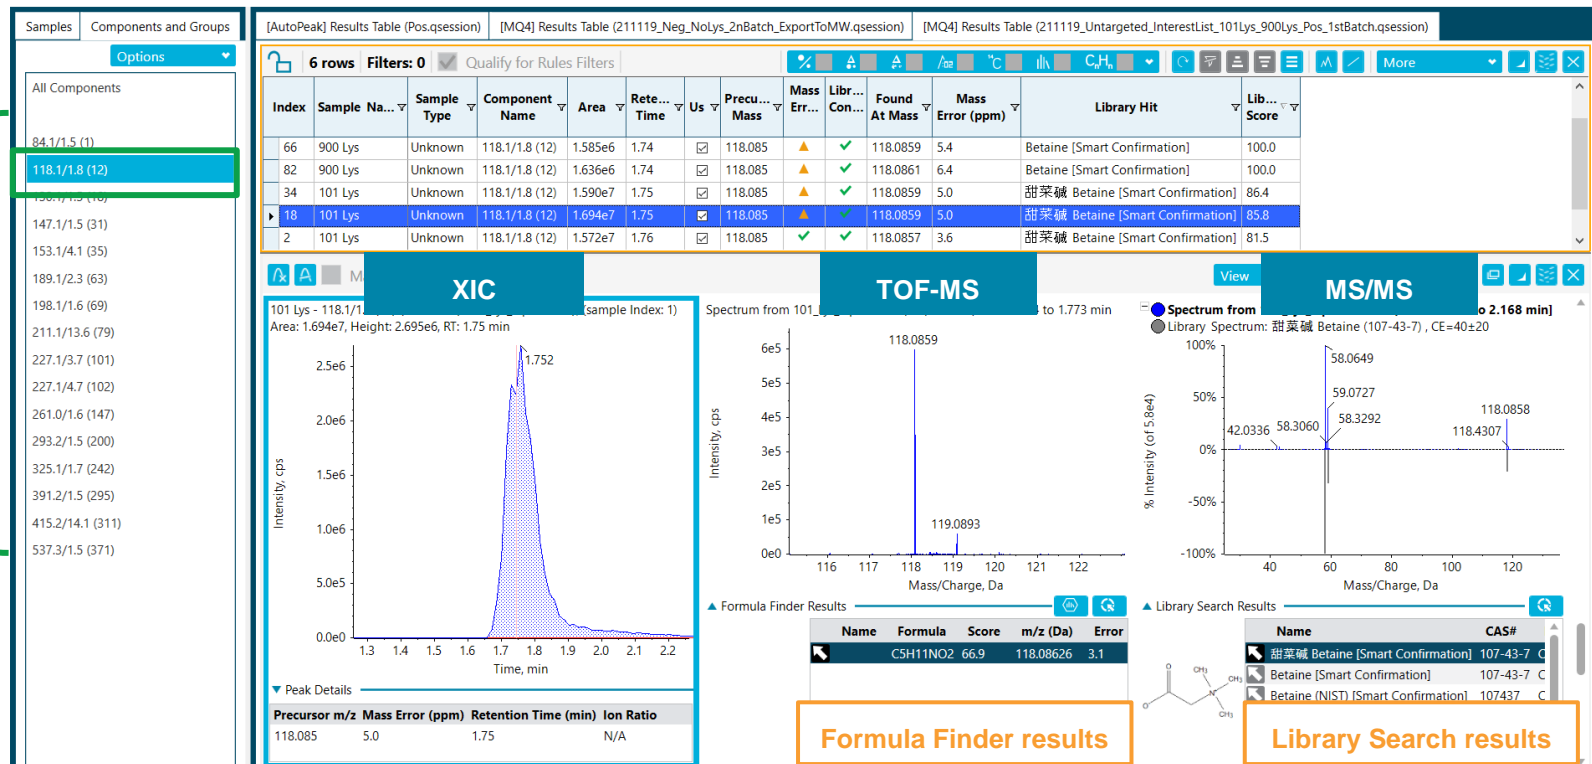 Samples Components and Groups
Options
All Components
84.1/1.5 (1)
118.1/1.8 (12)
147.1/1.5 (31)
153.1/4.1 (35)
189.1/2.3 (63)
198.1/1.6 (69)
211.1/13.6 (79)
227.1/3.7 (101)
227.1/4.7 (102)
261.0/1.6 (147)
293.2/1.5 (200)
325.1/1.7 (242)
391.2/1.5 (295)
415.2/14.1 (311)
537.3/1.5 (371)
[AutoPeak] Results Table (Pos.qsession) [MQ4] Results Table (211119_Neg_NoLys_2nBatch_ExportToMW.qsession) [MQ4] Results Table (211119_Untargeted_InterestList_101Lys_900Lys_Pos_1stBatch.qsession)
6 rows Filters: 0 Qualify for Rules Filters More
Index Sample Na... Sample Type Component Name Area Rete... Time Us Precu... Mass Mass Err... Libr... Con... Found At Mass Mass Error (ppm) Library Hit Lib... Score
66 900 Lys Unknown 118.1/1.8 (12) 1.585e6 1.74 118.085 118.0859 5.4 Betaine [Smart Confirmation] 100.0
82 900 Lys Unknown 118.1/1.8 (12) 1.636e6 1.74 118.085 118.0861 6.4 Betaine [Smart Confirmation] 100.0
34 101 Lys Unknown 118.1/1.8 (12) 1.590e7 1.75 118.085 118.0859 5.0 甜菜碱 Betaine [Smart Confirmation] 86.4
18 101 Lys Unknown 118.1/1.8 (12) 1.694e7 1.75 118.085 118.0859 5.0 甜菜碱 Betaine [Smart Confirmation] 85.8
2 101 Lys Unknown 118.1/1.8 (12) 1.572e7 1.76 118.085 118.0857 3.6 甜菜碱 Betaine [Smart Confirmation] 81.5
View
XIC
101 Lys - 118.1/1 (sample Index: 1)
Area: 1.694e7, Height: 2.695e6, RT: 1.75 min
1.752
2.5e6
2.0e6
1.5e6
1.0e6
5.0e5
0.0e0
Intensity, cps
1.3 1.4 1.5 1.6 1.7 1.8 1.9 2.0 2.1 2.2
Time, min
Peak Details
Precursor m/z Mass Error (ppm) Retention Time (min) Ion Ratio
118.085 5.0 1.75 N/A
TOF-MS
Spectrum from 101_ to 1.773 min
118.0859
119.0893
6e5
5e5
4e5
3e5
2e5
1e5
0e0
Intensity, cps
116 117 118 119 120 121 122
Mass/Charge, Da
Formula Finder Results
Name Formula Score m/z (Da) Error
C5H11NO2 66.9 118.08626 3.1
Formula Finder results
MS/MS
Spectrum from o 2.168 min]
Library Spectrum: 甜菜碱 Betaine (107-43-7) , CE=40±20
100%
50%
0%
-50%
-100%
% Intensity (of 5.8e4)
58.0649
59.0727
58.3292
58.3060
42.0336
118.0858
118.4307
40 60 80 100 120
Mass/Charge, Da
Library Search Results
Name CAS#
甜菜碱 Betaine [Smart Confirmation] 107-43-7 C
Betaine [Smart Confirmation] 107-43-7 C
Betaine (NIST) [Smart Confirmation] 107437 C
O CH₃ CH₃ N⁺ O CH₃
Library Search results